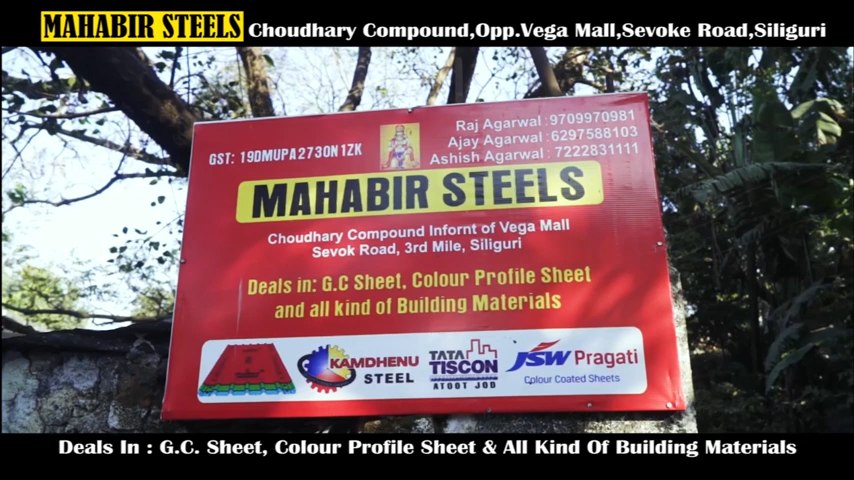 MAHABIR STEELS Choudhary Compound,Opp.Vega Mall,Sevoke Road,Siliguri
GST: 19DMUPA2730N1ZK
Raj Agarwal : 9709970981
Ajay Agarwal : 6297588103
Ashish Agarwal : 7222831111
MAHABIR STEELS
Choudhary Compound Infornt of Vega Mall
Sevok Road, 3rd Mile, Siliguri
Deals in: G.C Sheet, Colour Profile Sheet
and all kind of Building Materials
KAMDHENU
STEEL
TATA
TISCON
ATOOT JOD
JSW Pragati
Colour Coated Sheets
Deals In : G.C. Sheet, Colour Profile Sheet & All Kind Of Building Materials